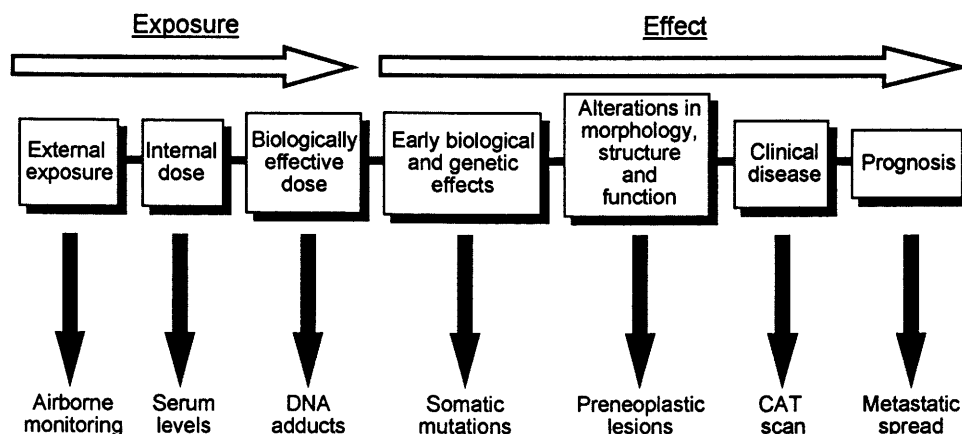 Exposure
Effect
External
exposure
Internal
dose
Biologically
effective
dose
Early biological
and genetic
effects
Alterations in
morphology,
structure
and
function
Clinical
disease
Prognosis
Airborne
monitoring
Serum
levels
DNA
adducts
Somatic
mutations
Preneoplastic
lesions
CAT
scan
Metastatic
spread